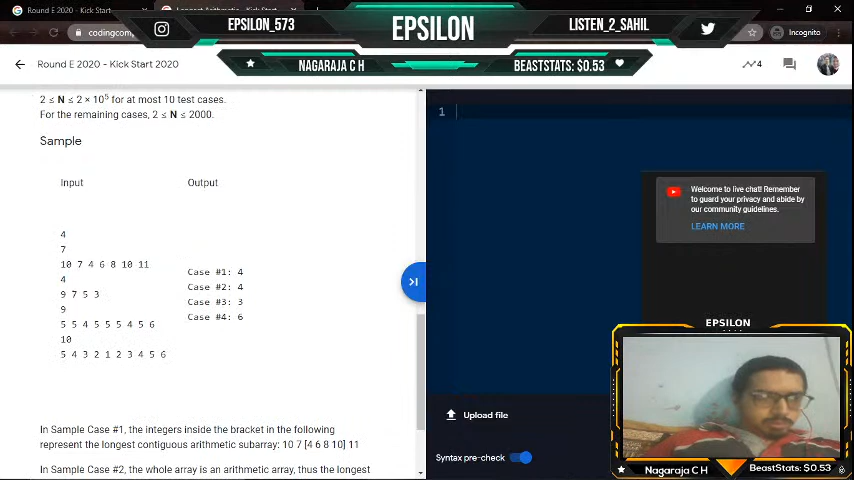 Round E 2020 - Kick Start
Longest Arithmetic
EPSILON_573
EPSILON
LISTEN_2_SAHIL
codingcom
Incognito
Round E 2020 - Kick Start 2020
NAGARAJA C H
BEASTSTATS: $0.53
4
2 ≤ N ≤ 2 × 10⁵ for at most 10 test cases.
For the remaining cases, 2 ≤ N ≤ 2000.
Sample
Input
Output
4
7
10 7 4 6 8 10 11
4
9 7 5 3
9
5 5 4 5 5 5 4 5 6
10
5 4 3 2 1 2 3 4 5 6
Case #1: 4
Case #2: 4
Case #3: 3
Case #4: 6
In Sample Case #1, the integers inside the bracket in the following
represent the longest contiguous arithmetic subarray: 10 7 [4 6 8 10] 11
In Sample Case #2, the whole array is an arithmetic array, thus the longest
1
Welcome to live chat! Remember
to guard your privacy and abide by
our community guidelines.
LEARN MORE
EPSILON
Upload file
Syntax pre-check
Nagaraja C H
BeastStats: $0.53